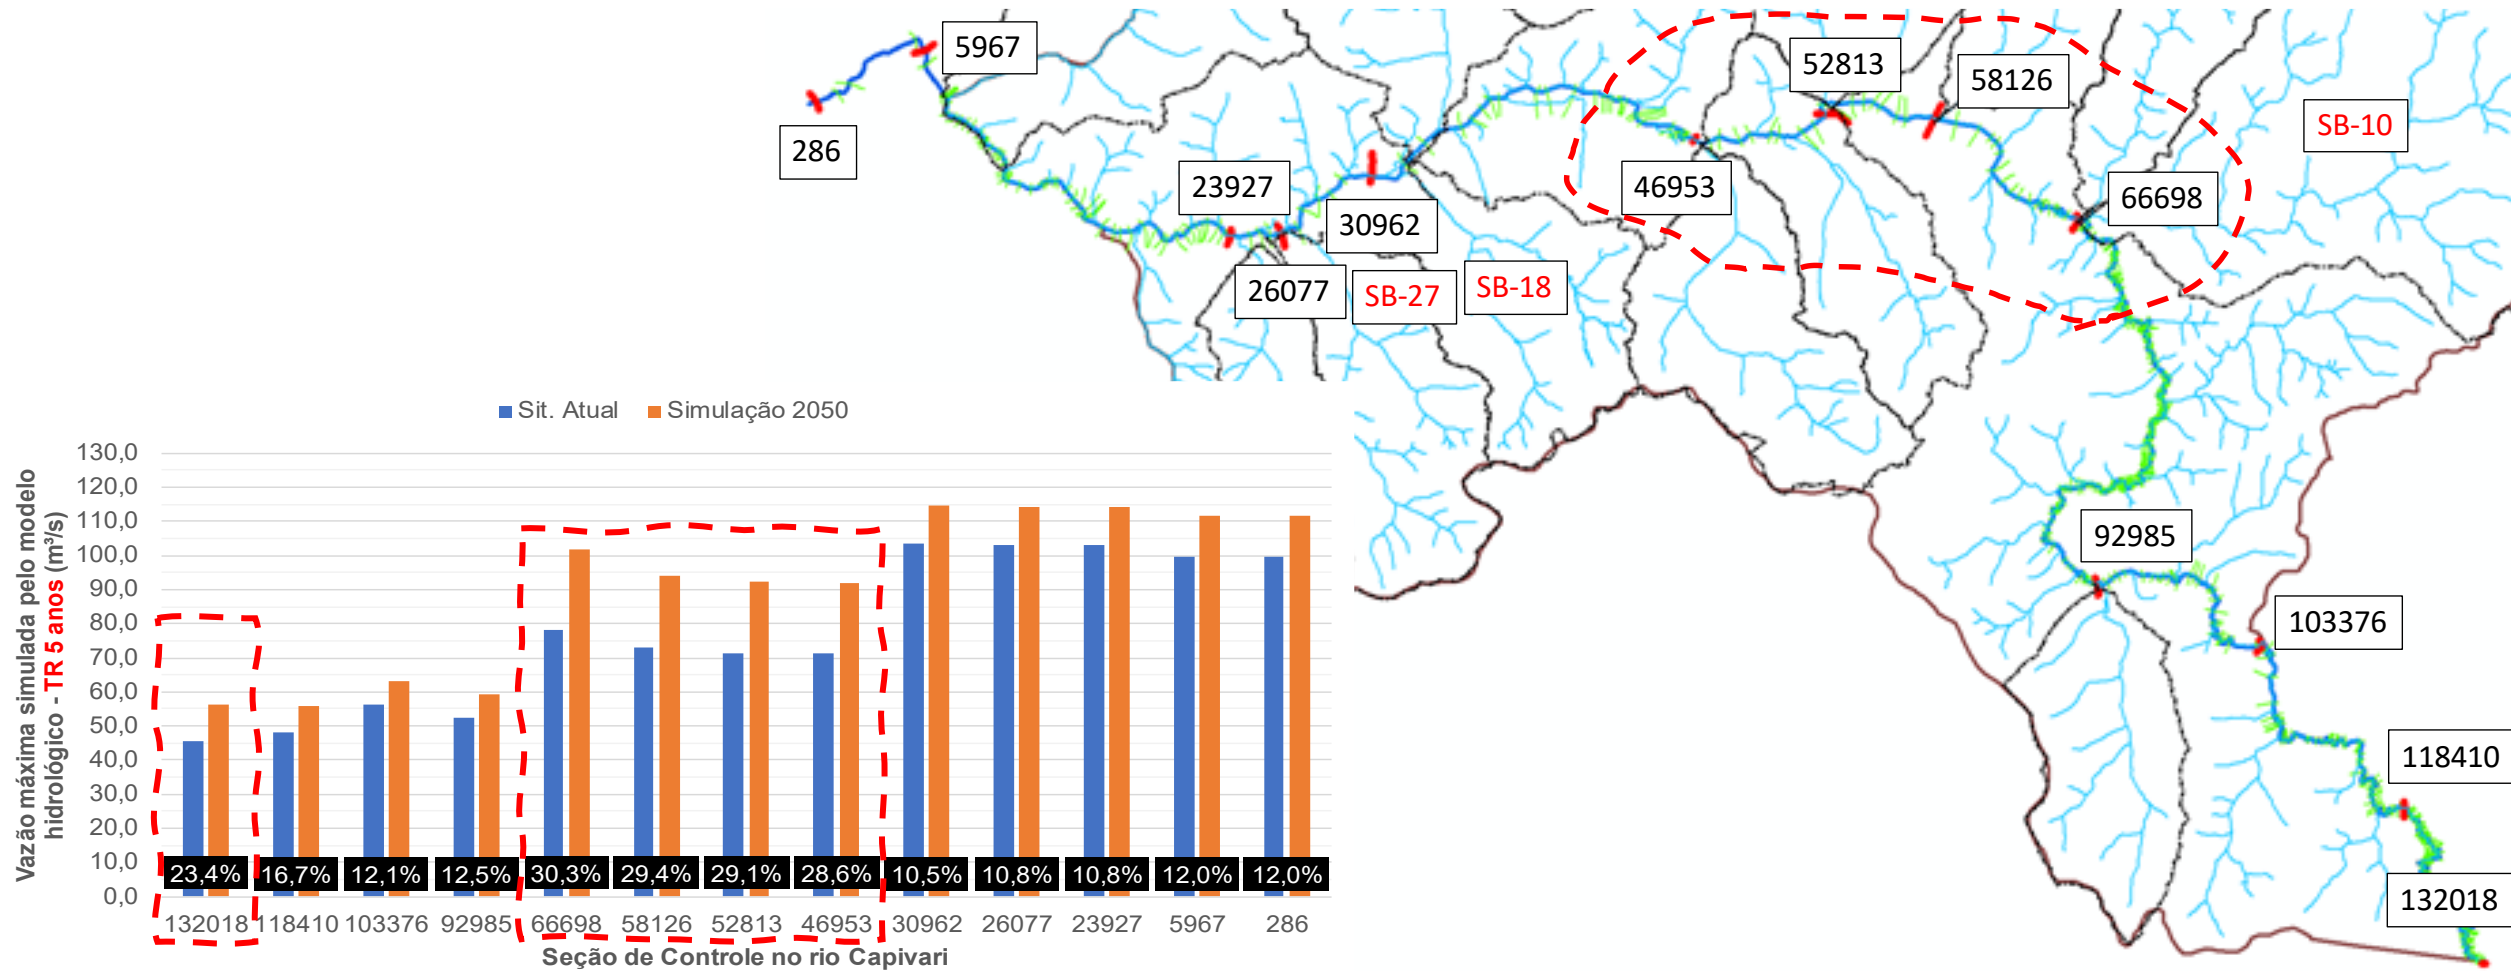 5967
286
23927
26077
30962
SB-27
SB-18
46953
52813
58126
SB-10
66698
92985
103376
118410
132018
Sit. Atual
Simulação 2050
Vazão máxima simulada pelo modelo
hidrológico - TR 5 anos (m³/s)
130,0
120,0
110,0
100,0
90,0
80,0
70,0
60,0
50,0
40,0
30,0
20,0
10,0
0,0
23,4% 16,7% 12,1% 12,5% 30,3% 29,4% 29,1% 28,6% 10,5% 10,8% 10,8% 12,0% 12,0%
132018 118410 103376 92985 66698 58126 52813 46953 30962 26077 23927 5967 286
Seção de Controle no rio Capivari